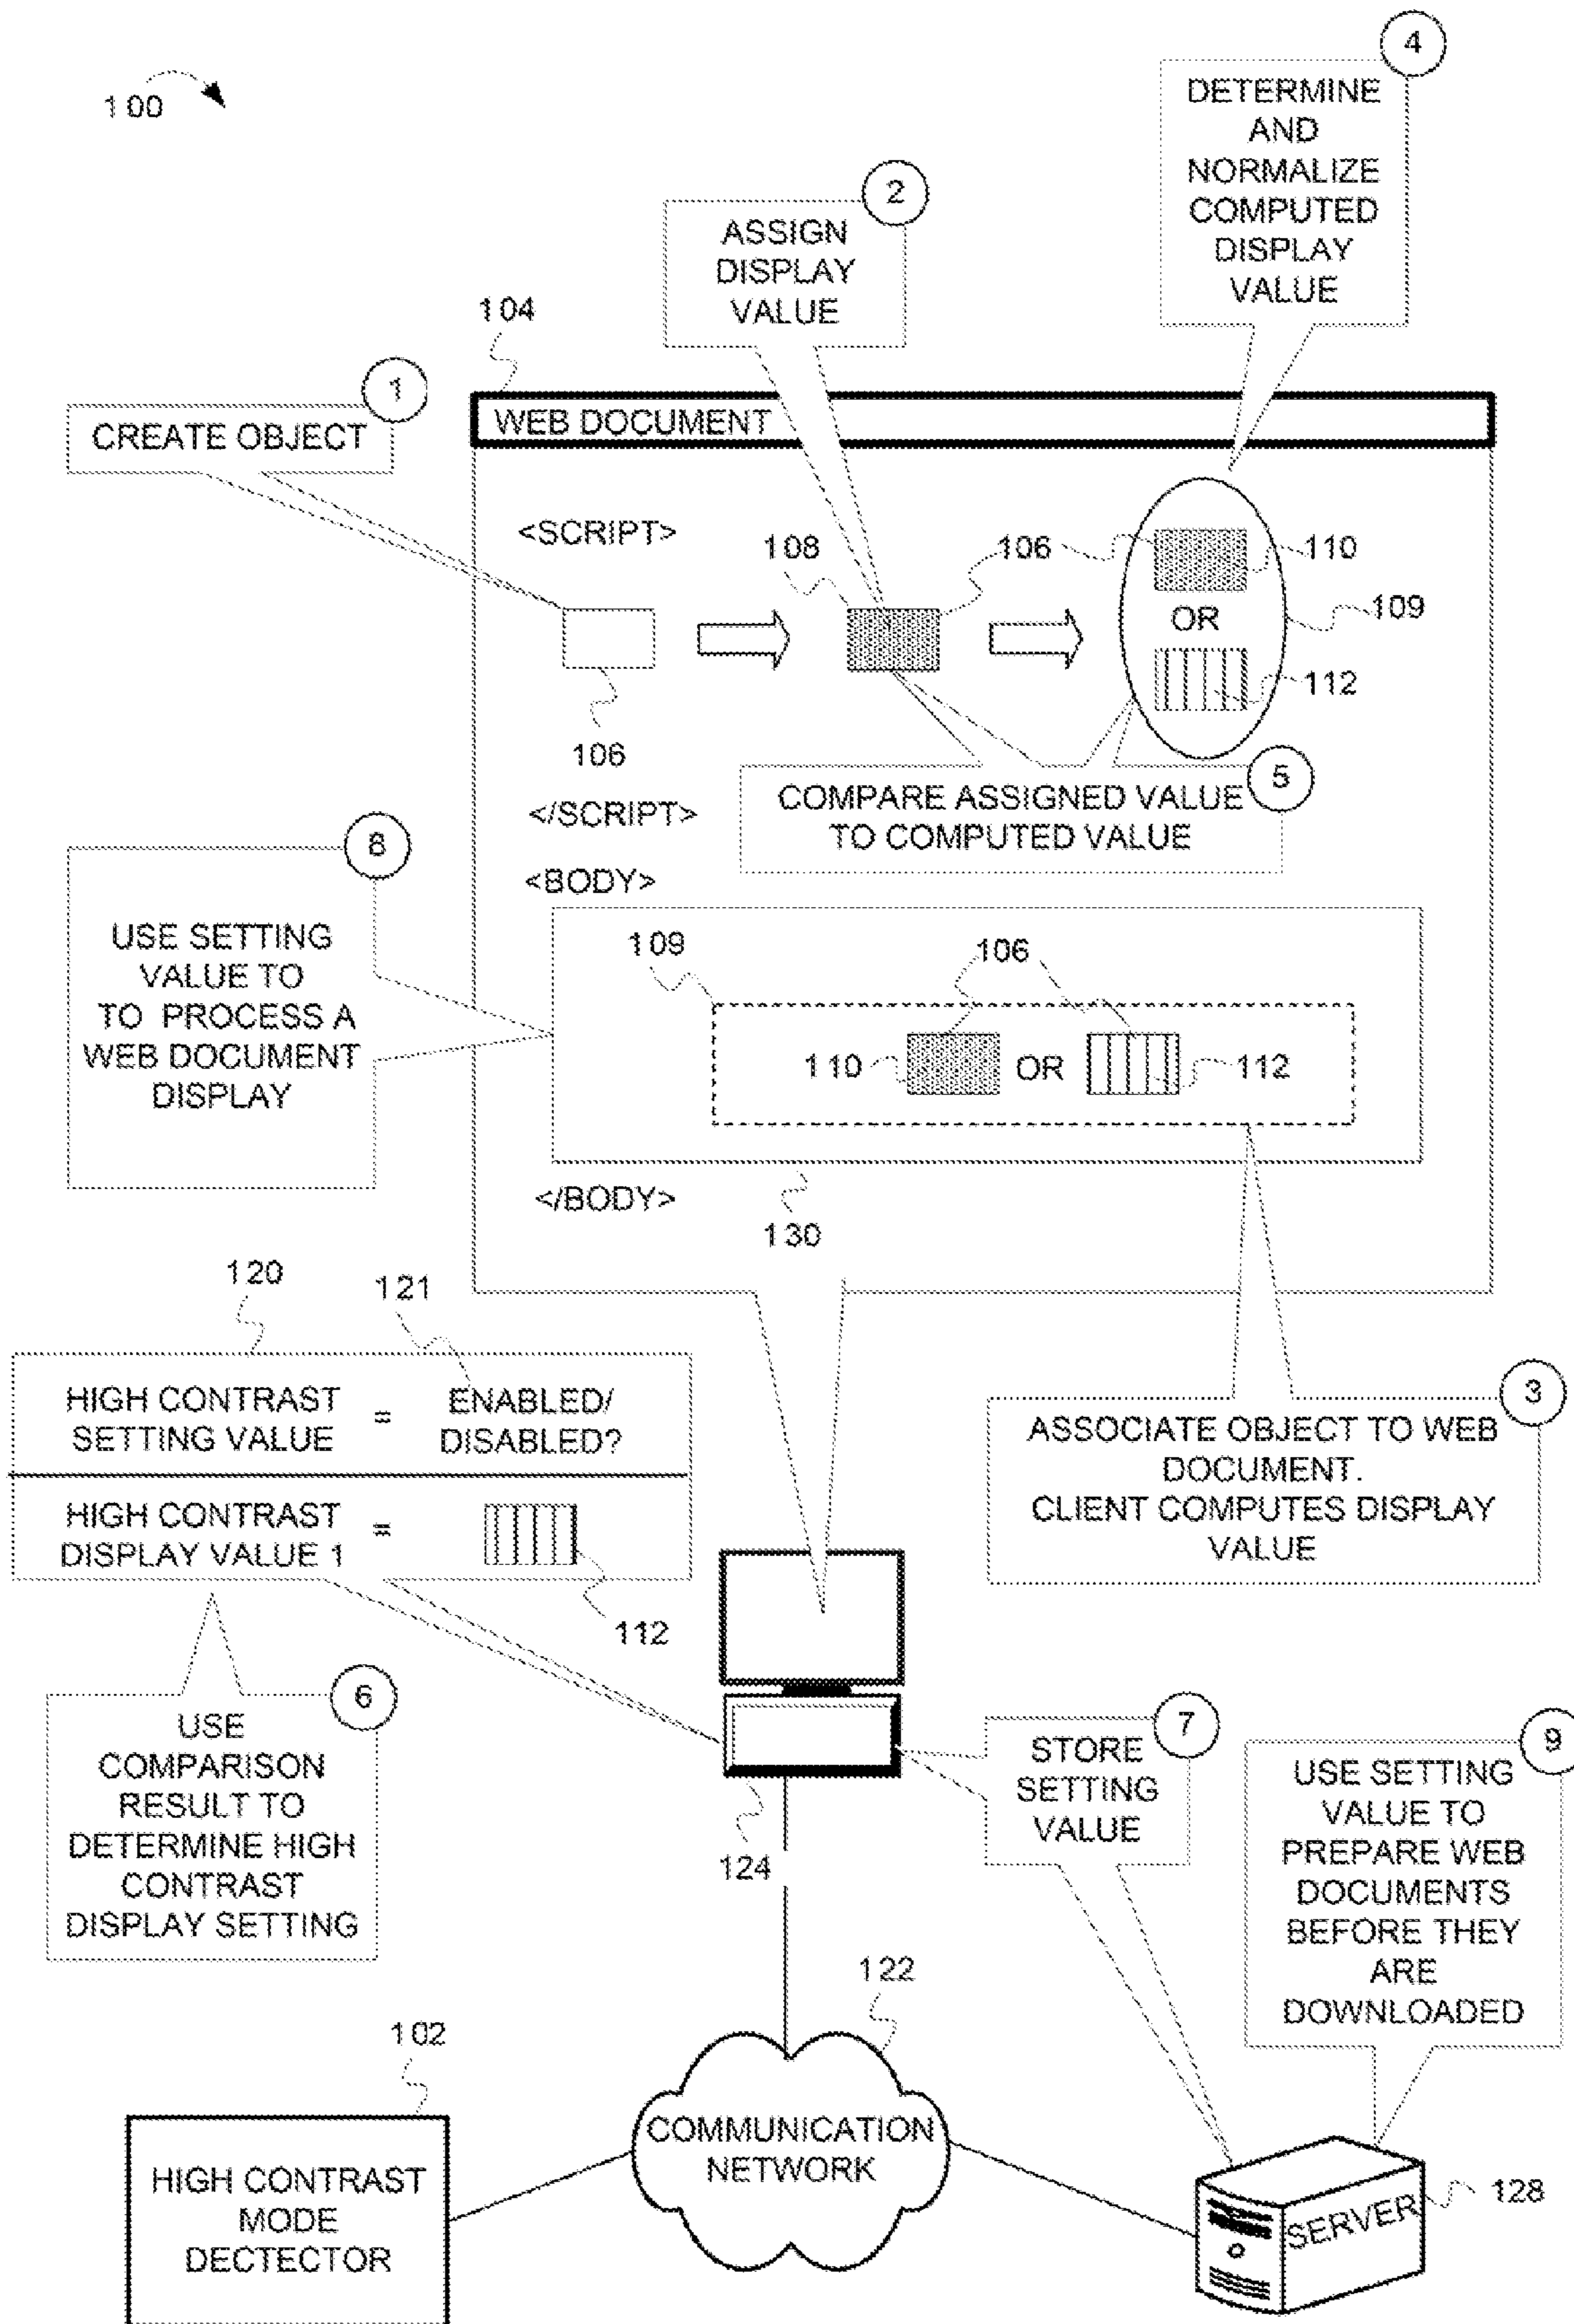 100
4
DETERMINE
AND
NORMALIZE
COMPUTED
DISPLAY
VALUE
2
ASSIGN
DISPLAY
VALUE
104
1
CREATE OBJECT
WEB DOCUMENT
<SCRIPT>
108
106
110
OR
109
112
106
5
COMPARE ASSIGNED VALUE
TO COMPUTED VALUE
</SCRIPT>
8
USE SETTING
VALUE TO
TO PROCESS A
WEB DOCUMENT
DISPLAY
<BODY>
109
106
110
OR
112
</BODY>
130
120
121
HIGH CONTRAST
SETTING VALUE
=
ENABLED/
DISABLED?
HIGH CONTRAST
DISPLAY VALUE 1
=
112
3
ASSOCIATE OBJECT TO WEB
DOCUMENT.
CLIENT COMPUTES DISPLAY
VALUE
6
USE
COMPARISON
RESULT TO
DETERMINE HIGH
CONTRAST
DISPLAY SETTING
124
7
STORE
SETTING
VALUE
9
USE SETTING
VALUE TO
PREPARE WEB
DOCUMENTS
BEFORE THEY
ARE
DOWNLOADED
122
102
COMMUNICATION
NETWORK
HIGH CONTRAST
MODE
DECTECTOR
SERVER
128